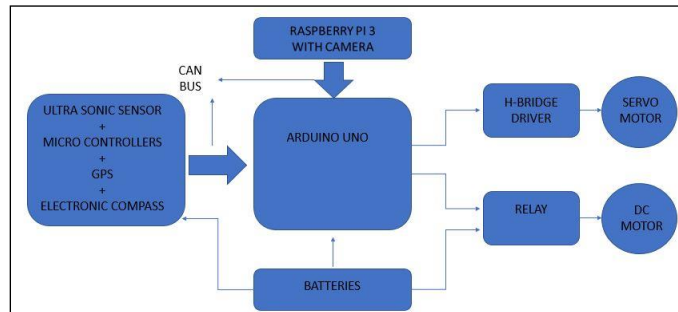 RASPBERRY PI 3
WITH CAMERA
CAN
BUS
ULTRA SONIC SENSOR
+
MICRO CONTROLLERS
+
GPS
+
ELECTRONIC COMPASS
ARDUINO UNO
H-BRIDGE
DRIVER
SERVO
MOTOR
RELAY
DC
MOTOR
BATTERIES